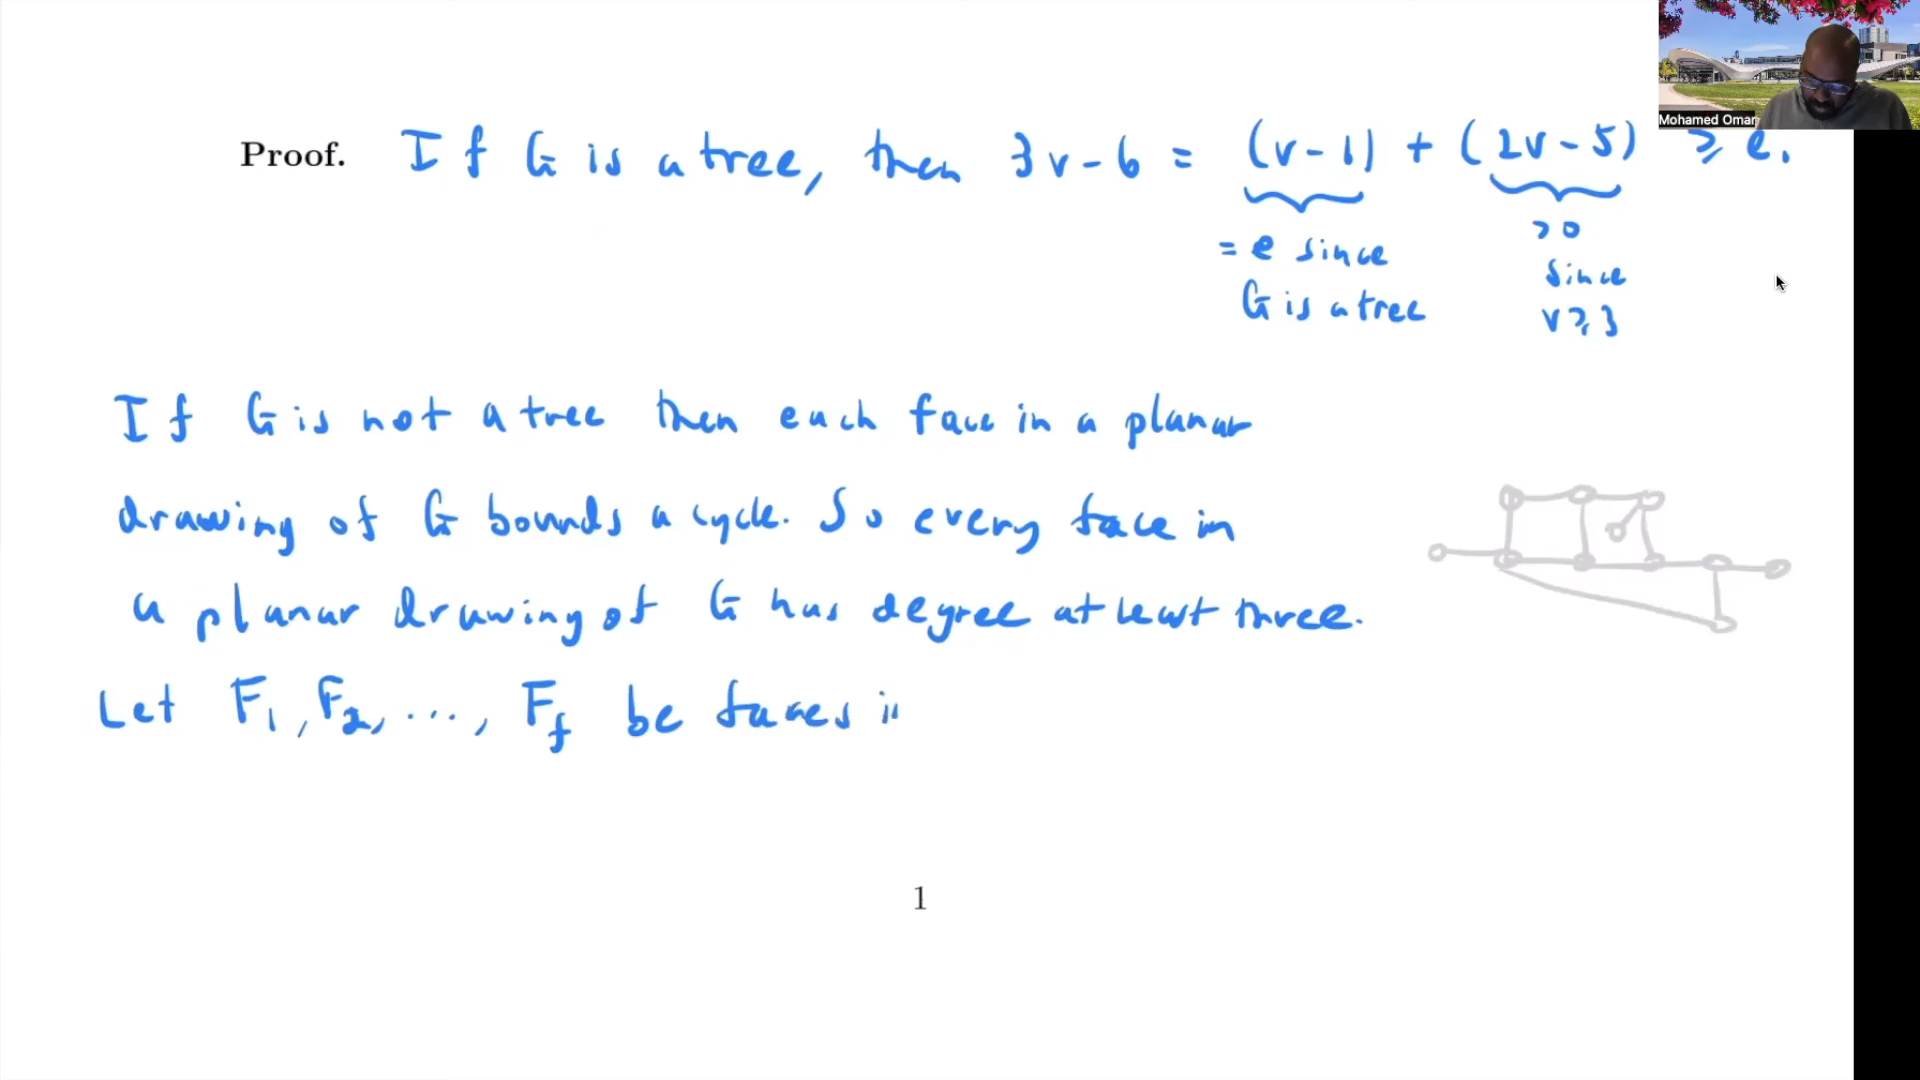 Mohamed Omar
Proof. If G is a tree, then 3v-6 = (v-1) + (2v-5) ≥ e.
= e since
G is a tree
>0
since
v≥3
If G is not a tree then each face in a planar
drawing of G bounds a cycle. So every face in
a planar drawing of G has degree at least three.
Let F₁, F₂, ..., F_f be faces i
1